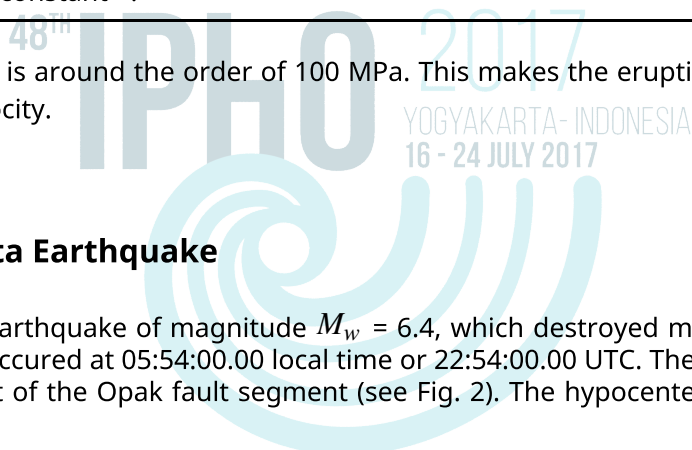 48TH
IPhO 2017
is around the order of 100 MPa. This makes the erupti
ocity.
YOGYAKARTA- INDONESIA
16 - 24 JULY 2017
ta Earthquake
arthquake of magnitude Mw = 6.4, which destroyed m
ccured at 05:54:00.00 local time or 22:54:00.00 UTC. The
t of the Opak fault segment (see Fig. 2). The hypocente